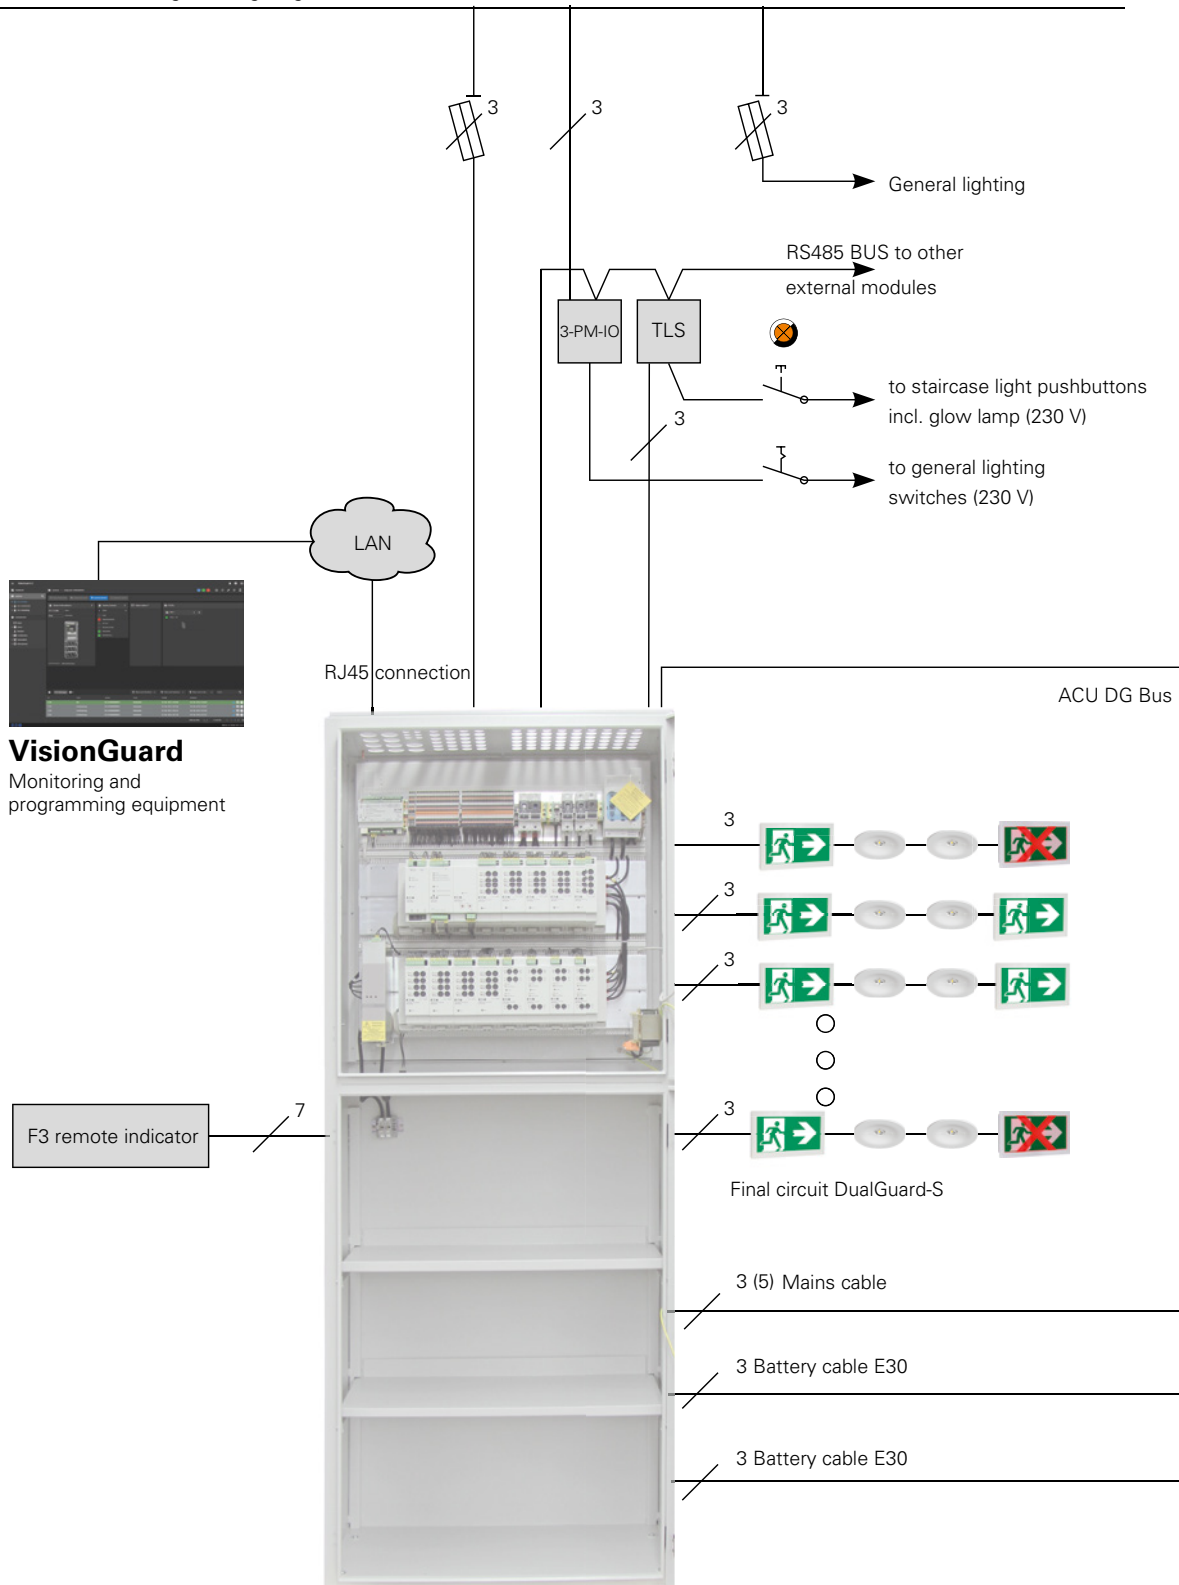 3
3
3
General lighting
RS485 BUS to other
external modules
3-PM-IO
TLS
to staircase light pushbuttons
incl. glow lamp (230 V)
3
to general lighting
switches (230 V)
LAN
RJ45 connection
ACU DG Bus
VisionGuard
Monitoring and
programming equipment
3
3
3
F3 remote indicator
7
3
Final circuit DualGuard-S
3 (5) Mains cable
3 Battery cable E30
3 Battery cable E30